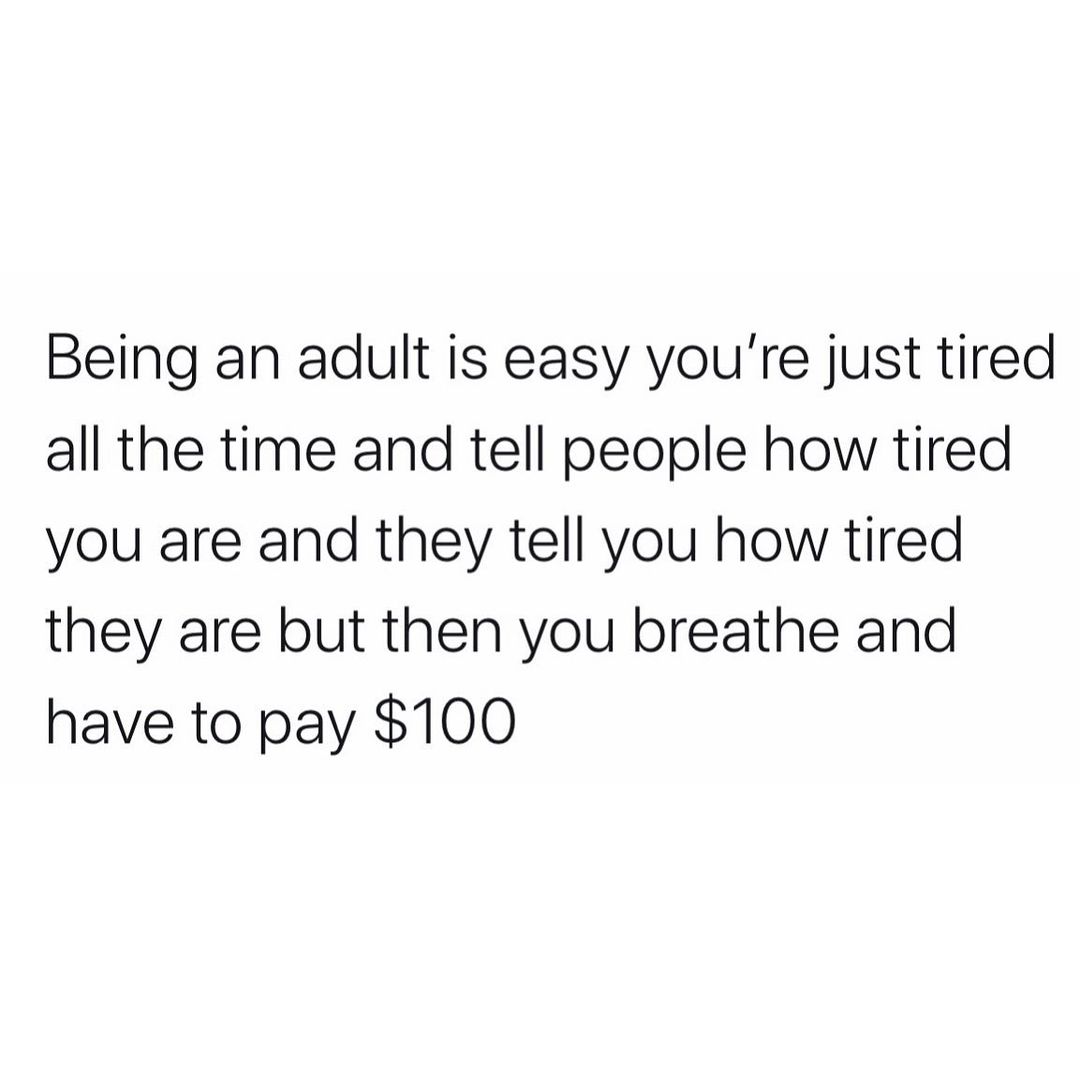 Being an adult is easy you're just tired
all the time and tell people how tired
you are and they tell you how tired
they are but then you breathe and
have to pay $100